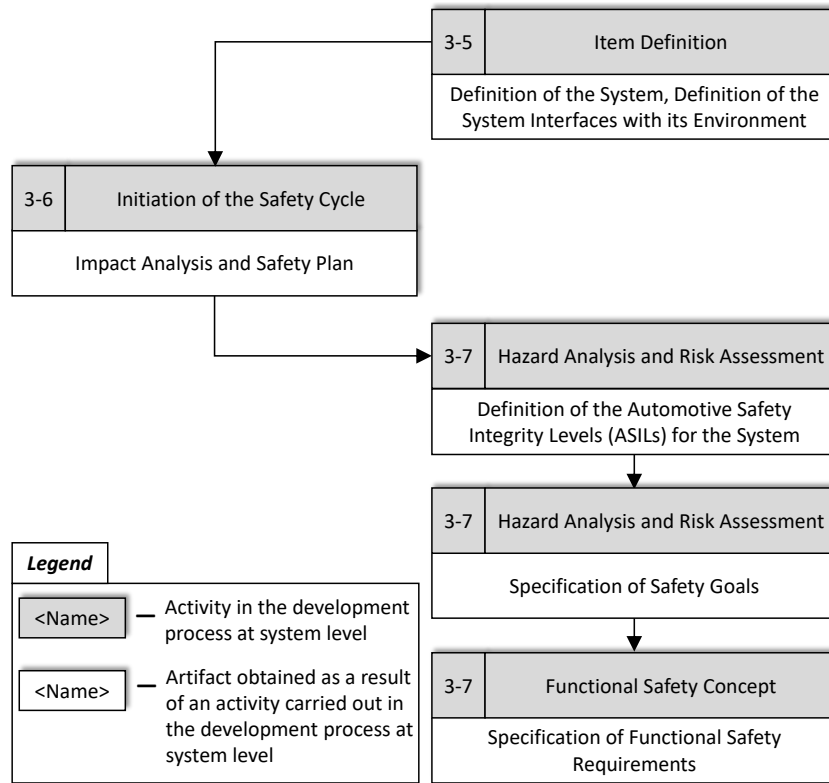 3-5 Item Definition
Definition of the System, Definition of the
System Interfaces with its Environment
3-6 Initiation of the Safety Cycle
Impact Analysis and Safety Plan
3-7 Hazard Analysis and Risk Assessment
Definition of the Automotive Safety
Integrity Levels (ASILs) for the System
3-7 Hazard Analysis and Risk Assessment
Specification of Safety Goals
3-7 Functional Safety Concept
Specification of Functional Safety
Requirements
Legend
<Name> — Activity in the development
process at system level
<Name> — Artifact obtained as a result
of an activity carried out in
the development process at
system level